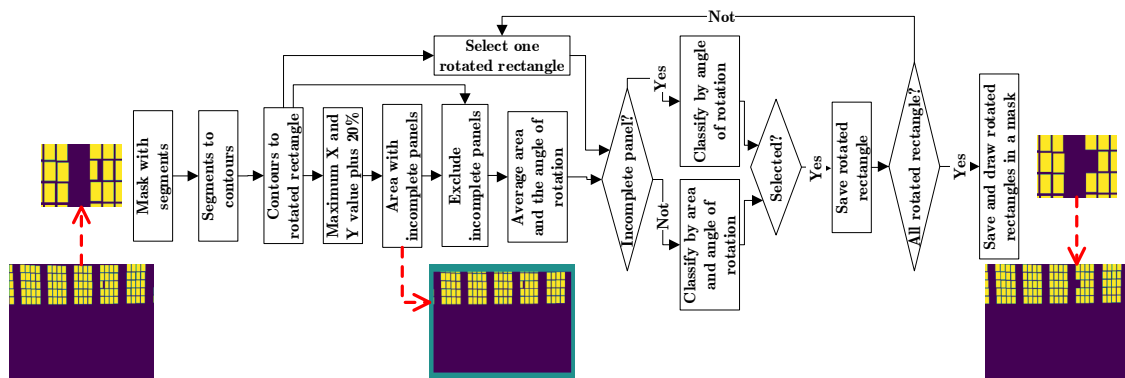 Not
Select one
rotated rectangle
Mask with
segments
Segments to
contours
Contours to
rotated rectangle
Maximum X and
Y value plus 20%
Area with
incomplete panels
Exclude
incomplete panels
Average area
and the angle of
rotation
Incomplete panel?
Yes
Not
Classify by angle
of rotation
Classify by area
and angle of
rotation
Selected?
Yes
Save rotated
rectangle
All rotated rectangle?
Yes
Save and draw rotated
rectangles in a mask